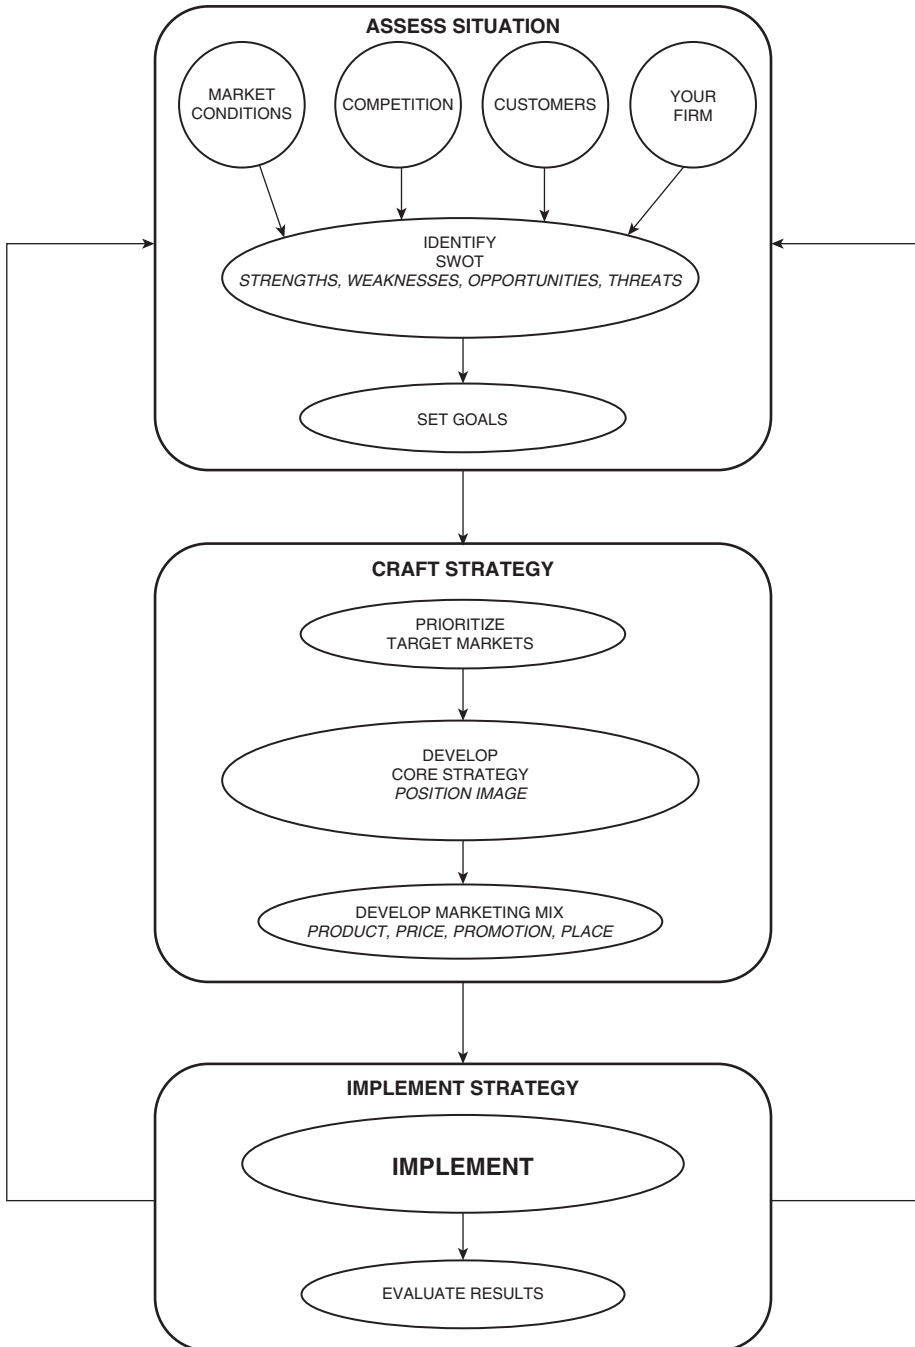 ASSESS SITUATION
MARKET
CONDITIONS
COMPETITION
CUSTOMERS
YOUR
FIRM
IDENTIFY
SWOT
STRENGTHS, WEAKNESSES, OPPORTUNITIES, THREATS
SET GOALS
CRAFT STRATEGY
PRIORITIZE
TARGET MARKETS
DEVELOP
CORE STRATEGY
POSITION IMAGE
DEVELOP MARKETING MIX
PRODUCT, PRICE, PROMOTION, PLACE
IMPLEMENT STRATEGY
IMPLEMENT
EVALUATE RESULTS